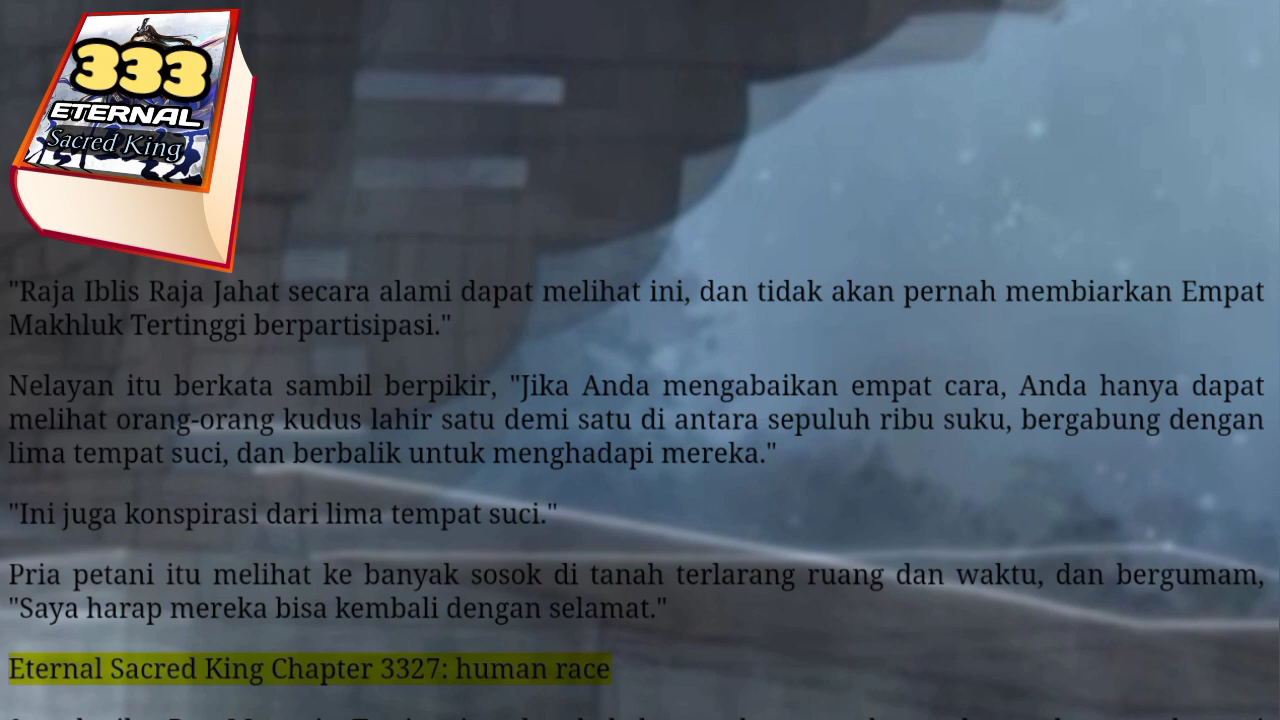 333
ETERNAL
Sacred King
"Raja Iblis Raja Jahat secara alami dapat melihat ini, dan tidak akan pernah membiarkan Empat
Makhluk Tertinggi berpartisipasi."
Nelayan itu berkata sambil berpikir, "Jika Anda mengabaikan empat cara, Anda hanya dapat
melihat orang-orang kudus lahir satu demi satu di antara sepuluh ribu suku, bergabung dengan
lima tempat suci, dan berbalik untuk menghadapi mereka."
"Ini juga konspirasi dari lima tempat suci."
Pria petani itu melihat ke banyak sosok di tanah terlarang ruang dan waktu, dan bergumam,
"Saya harap mereka bisa kembali dengan selamat."
Eternal Sacred King Chapter 3327: human race